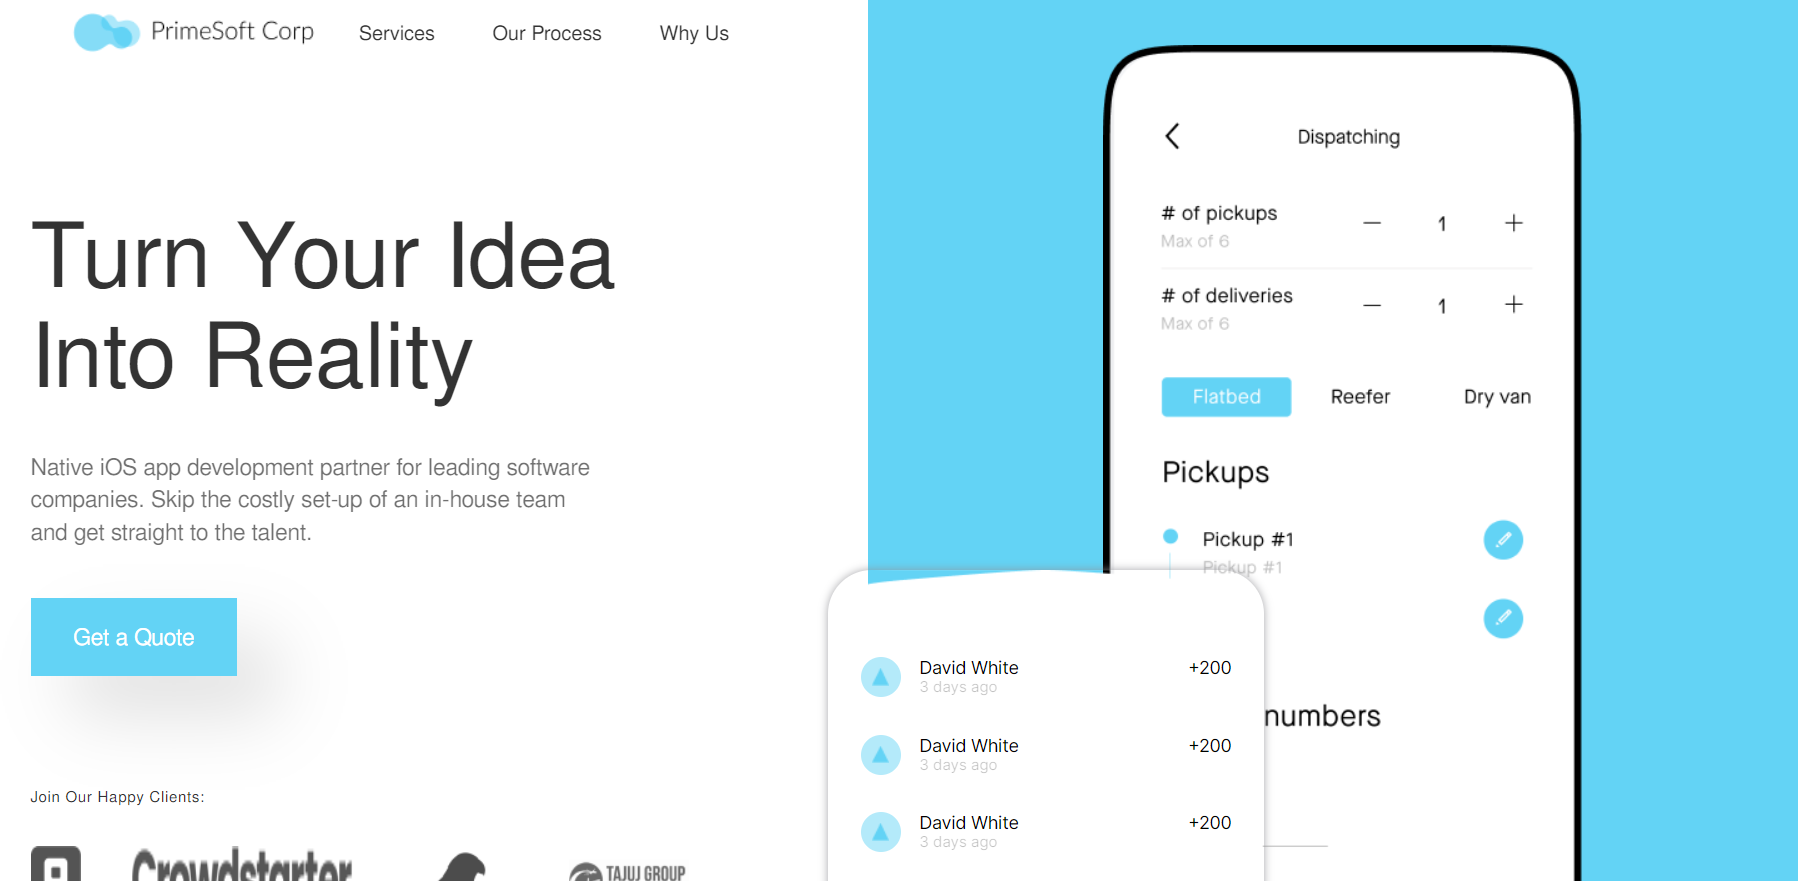 PrimeSoft Corp
Services
Our Process
Why Us
Turn Your Idea
Into Reality
Native iOS app development partner for leading software
companies. Skip the costly set-up of an in-house team
and get straight to the talent.
Get a Quote
Join Our Happy Clients:
Crowdstarter
TAJUJ GROUP
Dispatching
# of pickups
Max of 6
1
# of deliveries
Max of 6
1
Flatbed
Reefer
Dry van
Pickups
Pickup #1
Pickup #1
numbers
David White
+200
3 days ago
David White
+200
3 days ago
David White
+200
3 days ago